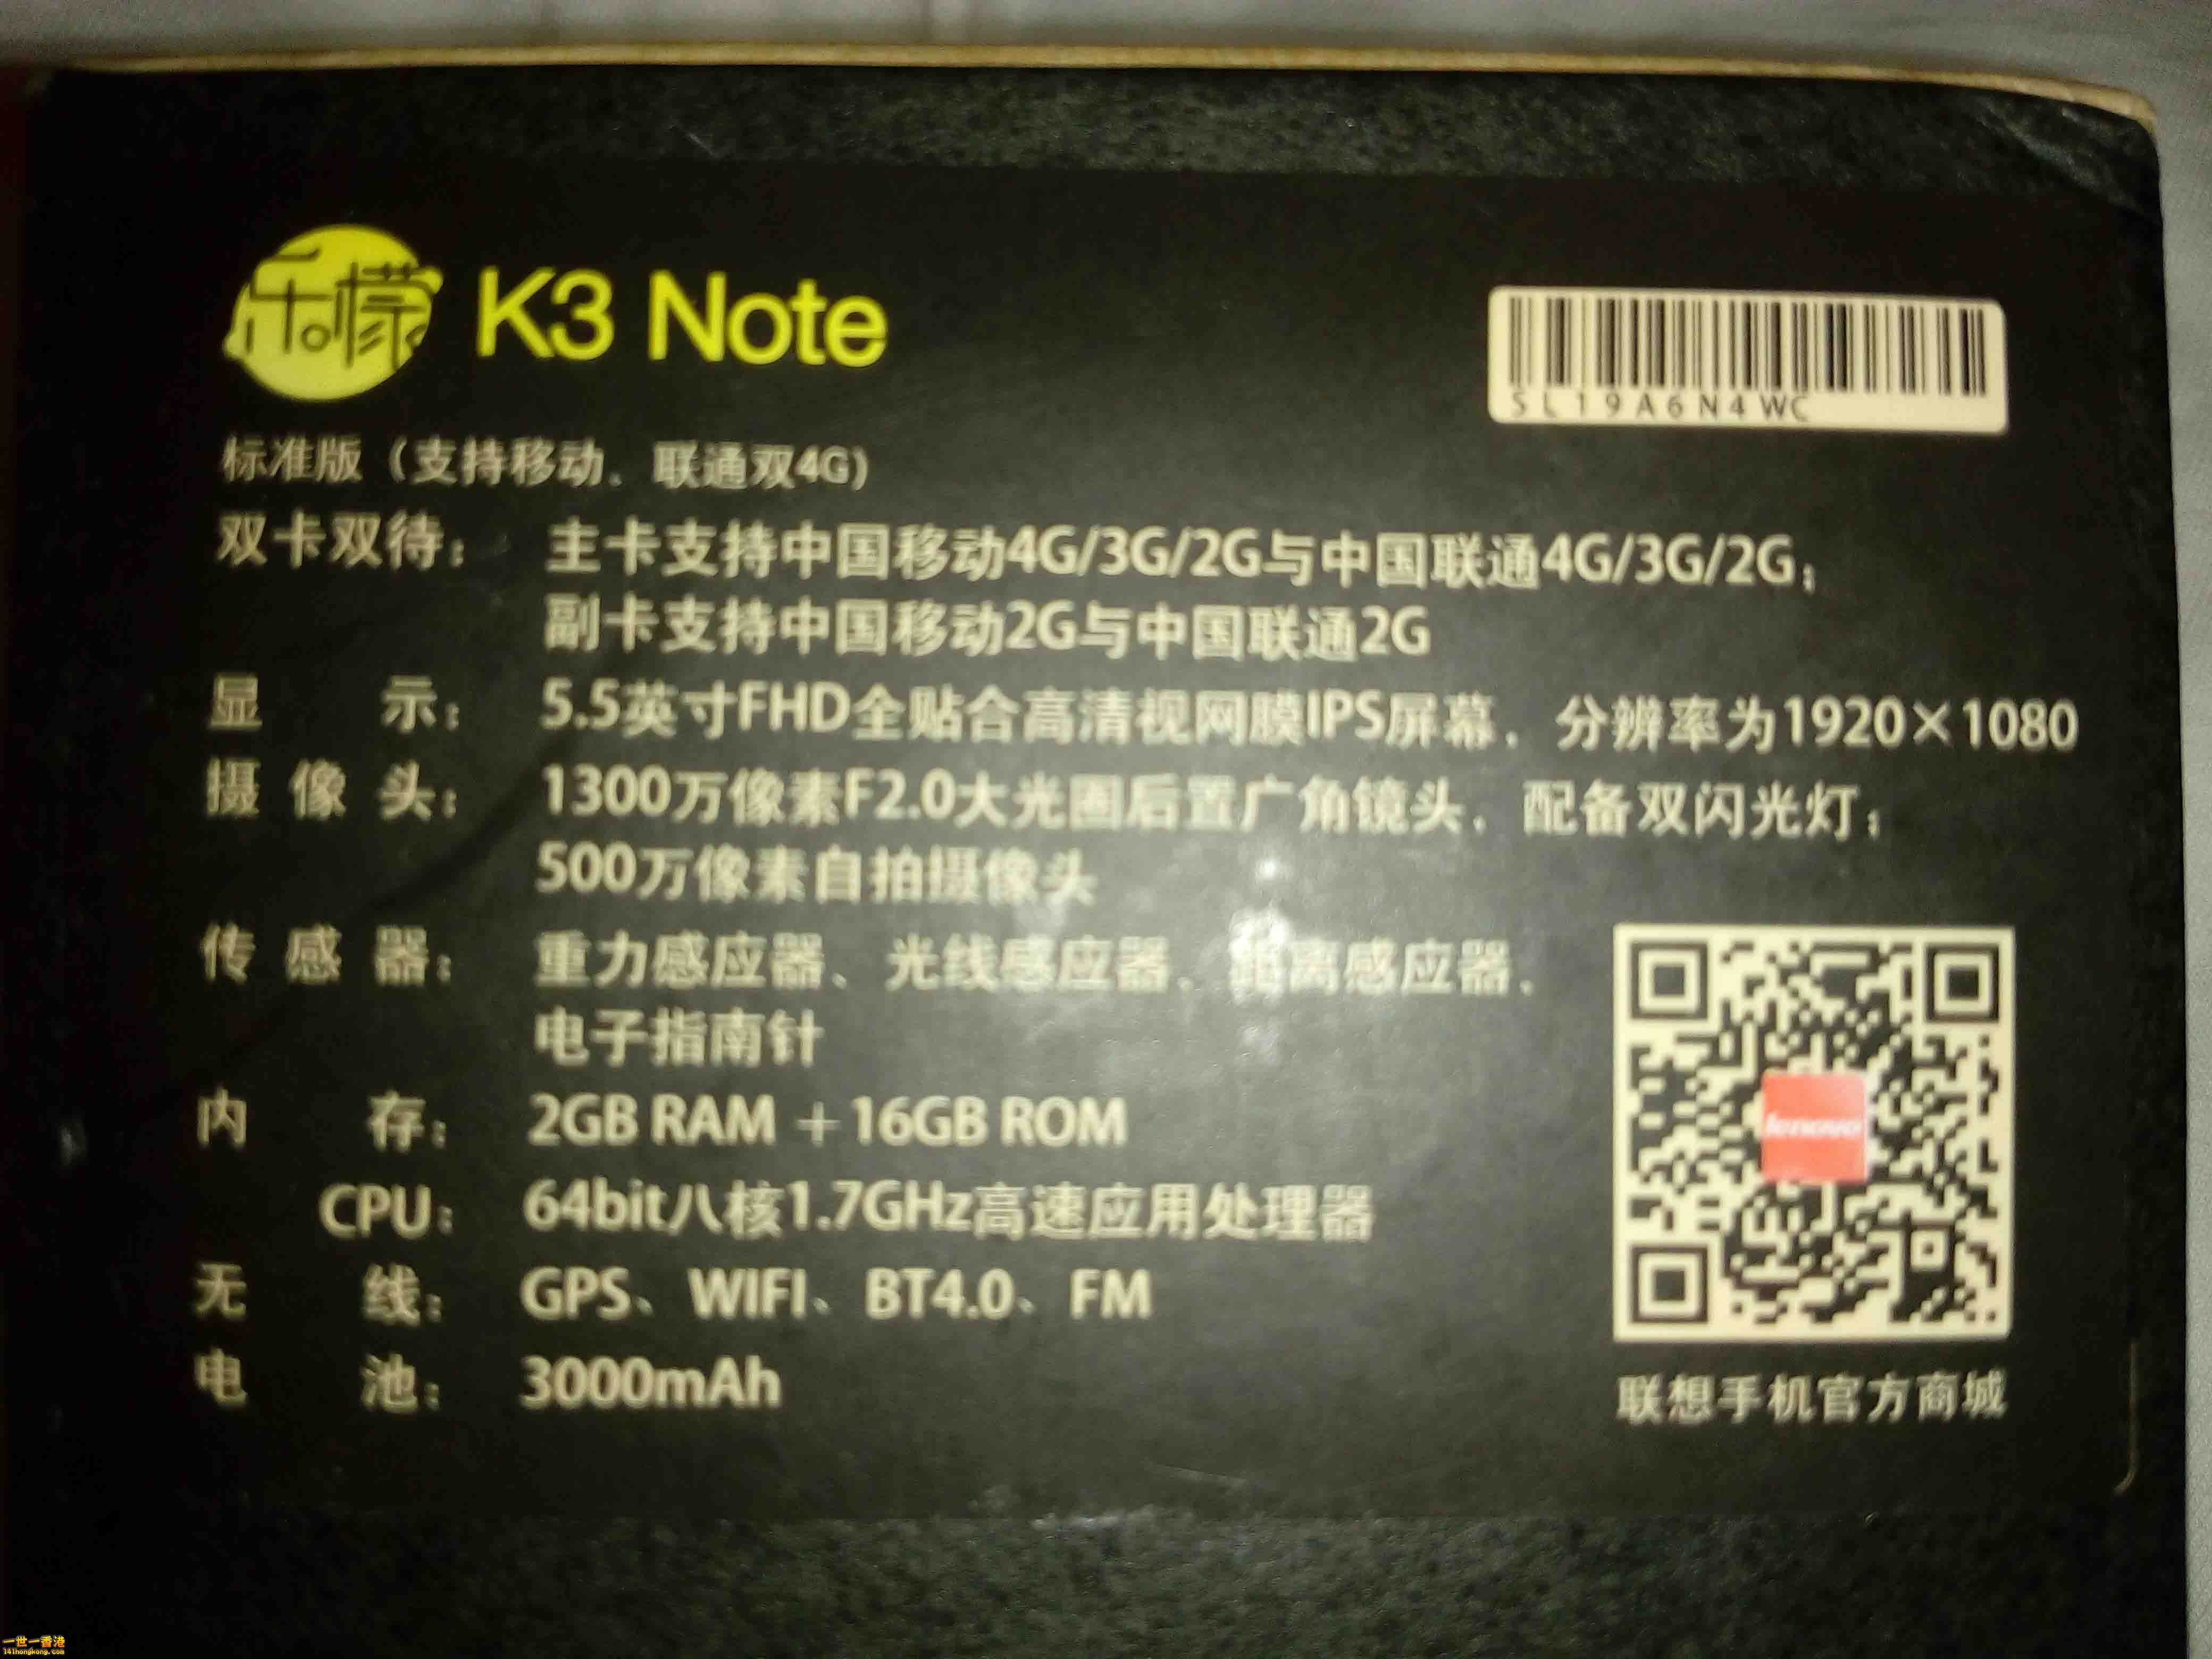 乐檬 K3 Note
SL19A6N4WC
标准版（支持移动、联通双4G）
双卡双待： 主卡支持中国移动4G/3G/2G与中国联通4G/3G/2G；
副卡支持中国移动2G与中国联通2G
显示： 5.5英寸FHD全贴合高清视网膜IPS屏幕，分辨率为1920×1080
摄像头： 1300万像素F2.0大光圈后置广角镜头，配备双闪光灯；
500万像素自拍摄像头
传感器： 重力感应器、光线感应器、距离感应器、
电子指南针
内存： 2GB RAM + 16GB ROM
CPU： 64bit八核1.7GHz高速应用处理器
无线： GPS、WIFI、BT4.0、FM
电池： 3000mAh
lenovo
联想手机官方商城
一世一香港
141hongkong.com